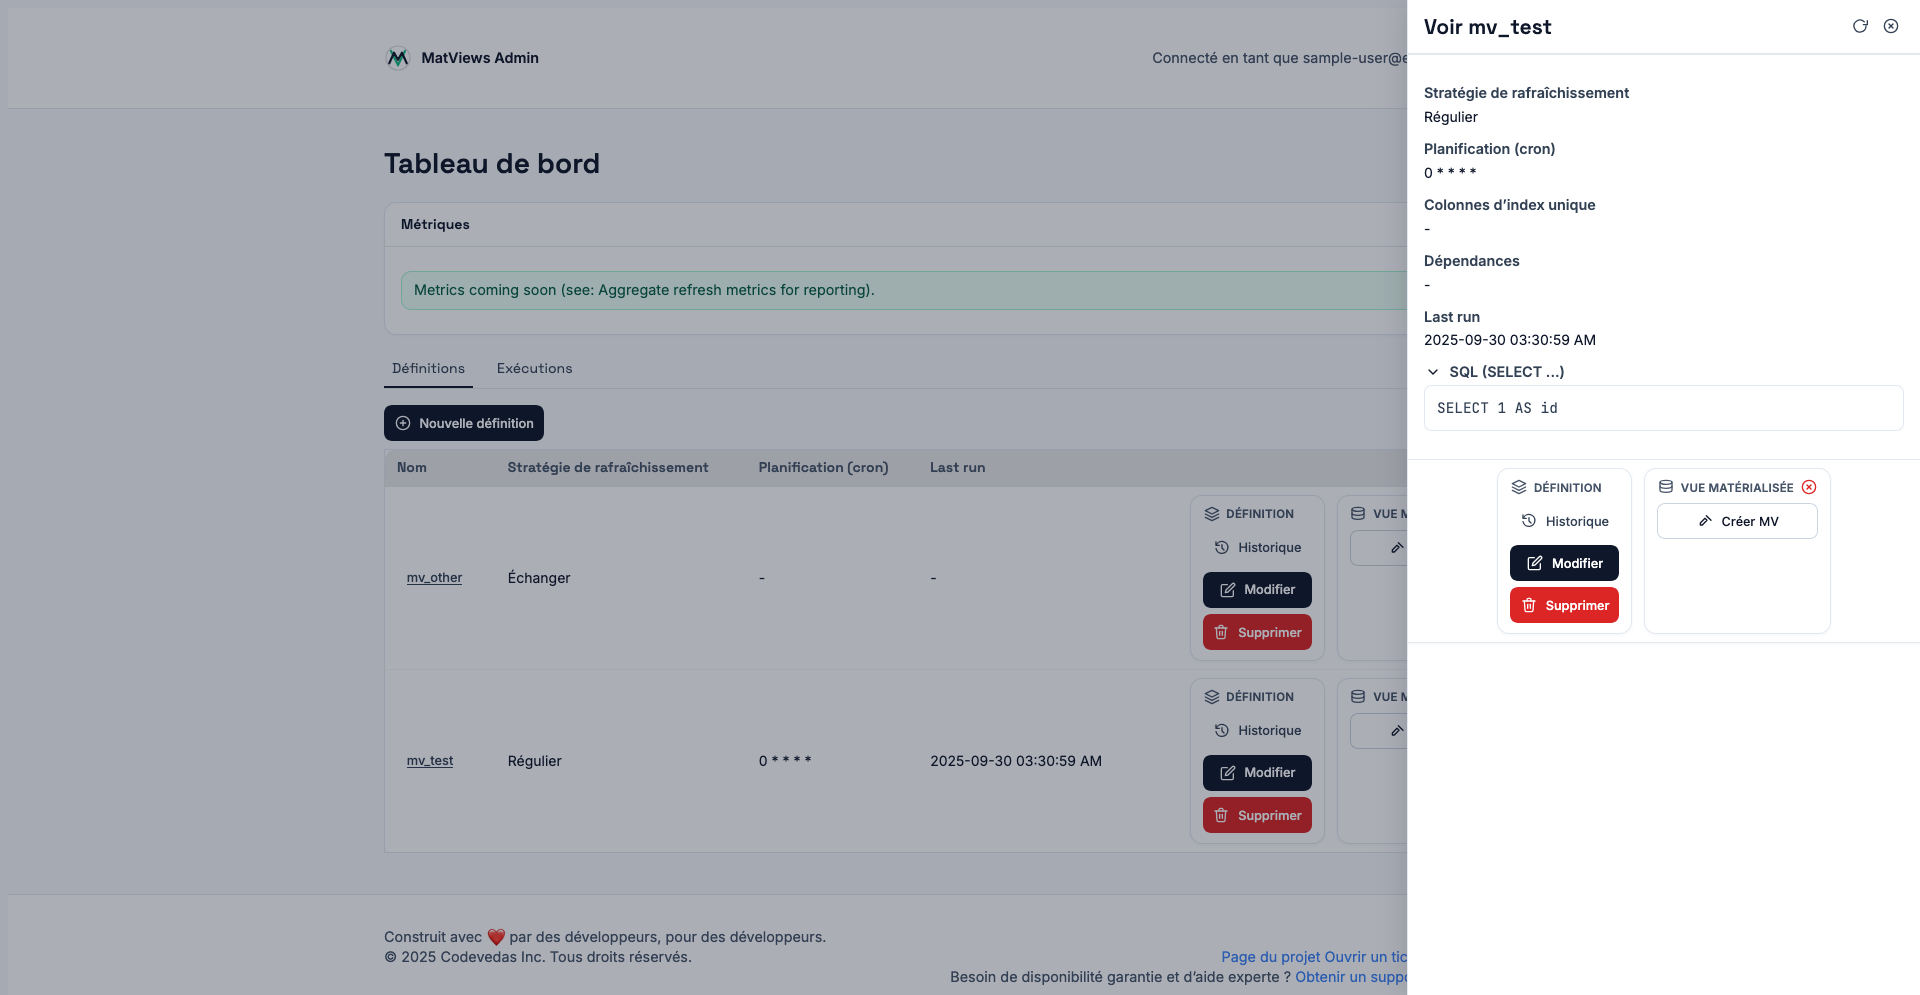 MatViews Admin
Connecté en tant que sample-user@
Tableau de bord
Métriques
Metrics coming soon (see: Aggregate refresh metrics for reporting).
Définitions
Exécutions
Nouvelle définition
Nom
Stratégie de rafraîchissement
Planification (cron)
Last run
mv_other
Échanger
-
-
DÉFINITION
Historique
Modifier
Supprimer
VUE
mv_test
Régulier
0 * * * *
2025-09-30 03:30:59 AM
DÉFINITION
Historique
Modifier
Supprimer
VUE
Construit avec ❤️ par des développeurs, pour des développeurs.
© 2025 Codevedas Inc. Tous droits réservés.
Page du projet Ouvrir un tic
Besoin de disponibilité garantie et d’aide experte ? Obtenir un suppo
Voir mv_test
Stratégie de rafraîchissement
Régulier
Planification (cron)
0 * * * *
Colonnes d’index unique
-
Dépendances
-
Last run
2025-09-30 03:30:59 AM
SQL (SELECT …)
SELECT 1 AS id
DÉFINITION
Historique
Modifier
Supprimer
VUE MATÉRIALISÉE
Créer MV